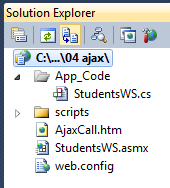 Solution Explorer
C:\...\04 ajax\
App_Code
StudentsWS.cs
scripts
AjaxCall.htm
StudentsWS.asmx
web.config